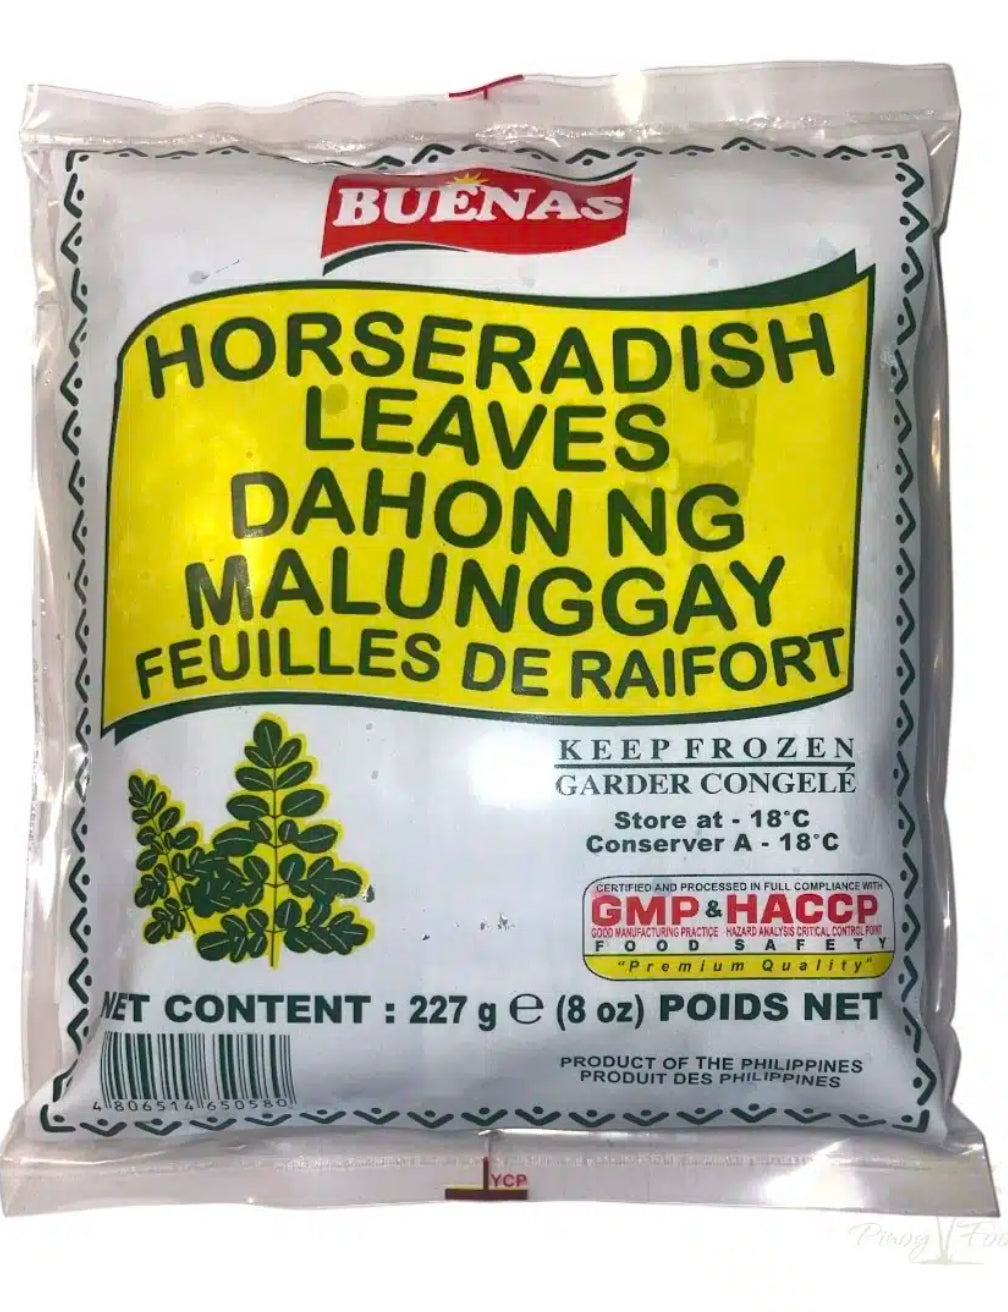 BUENAS
HORSERADISH
LEAVES
DAHON NG
MALUNGGAY
FEUILLES DE RAIFORT
KEEP FROZEN
GARDER CONGELÉ
Store at - 18°C
Conserver A - 18°C
CERTIFIED AND PROCESSED IN FULL COMPLIANCE WITH
GMP & HACCP
GOOD MANUFACTURING PRACTICE HAZARD ANALYSIS CRITICAL CONTROL POINT
FOOD SAFETY
"Premium Quality"
NET CONTENT : 227 g ℮ (8 oz) POIDS NET
PRODUCT OF THE PHILIPPINES
PRODUIT DES PHILIPPINES
4 806514 650580
YCP
Pinoy